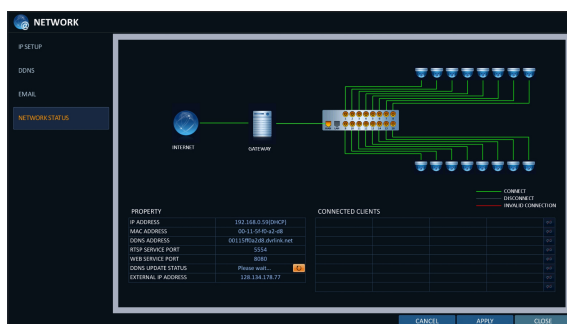 NETWORK
IP SETUP
DDNS
EMAIL
NETWORK STATUS
INTERNET
GATEWAY
CONNECT
DISCONNECT
INVALID CONNECTION
PROPERTY
IP ADDRESS 192.168.0.59(DHCP)
MAC ADDRESS 00-11-5f-f0-a2-d8
DDNS ADDRESS 00115ff0a2d8.dvrlink.net
RTSP SERVICE PORT 5554
WEB SERVICE PORT 8080
DDNS UPDATE STATUS Please wait...
EXTERNAL IP ADDRESS 128.134.178.77
CONNECTED CLIENTS
CANCEL APPLY CLOSE